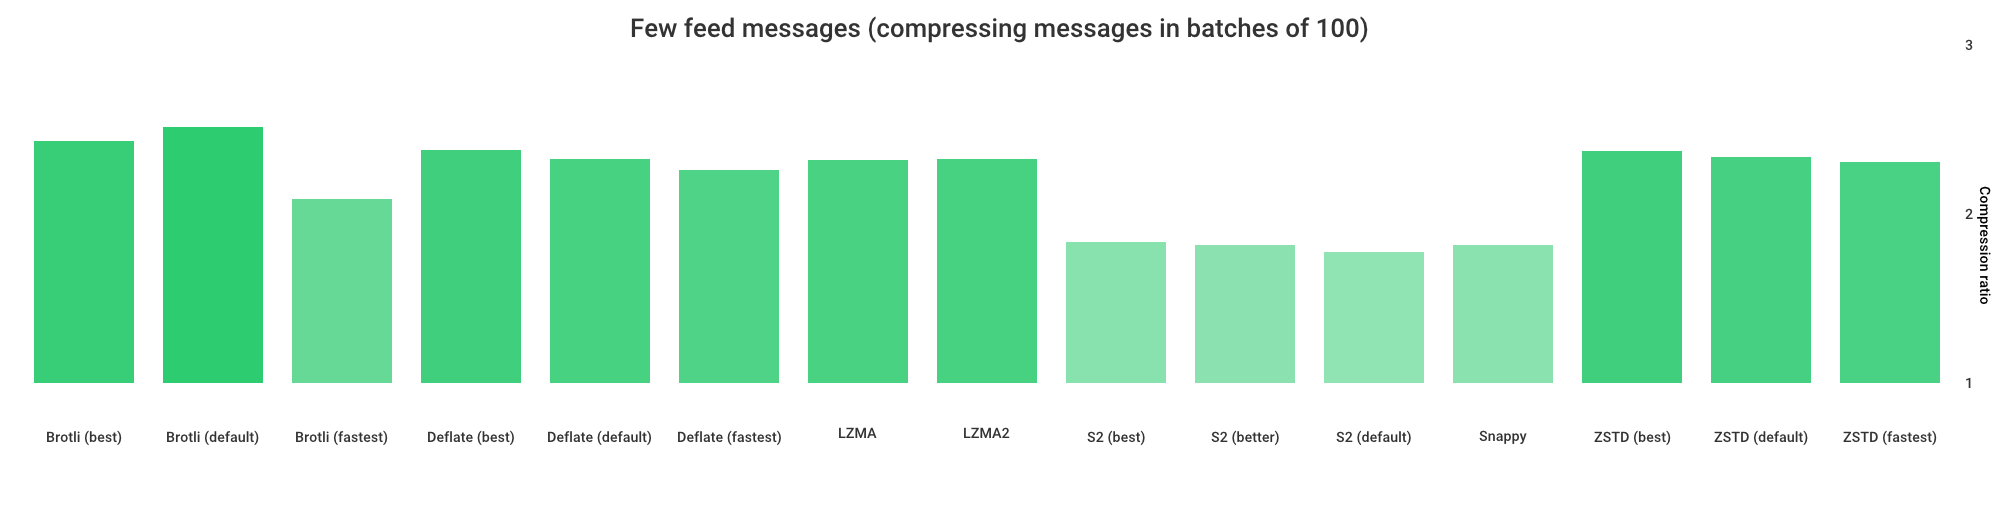 Few feed messages (compressing messages in batches of 100)
3
2
1
Compression ratio
Brotli (best)
Brotli (default)
Brotli (fastest)
Deflate (best)
Deflate (default)
Deflate (fastest)
LZMA
LZMA2
S2 (best)
S2 (better)
S2 (default)
Snappy
ZSTD (best)
ZSTD (default)
ZSTD (fastest)